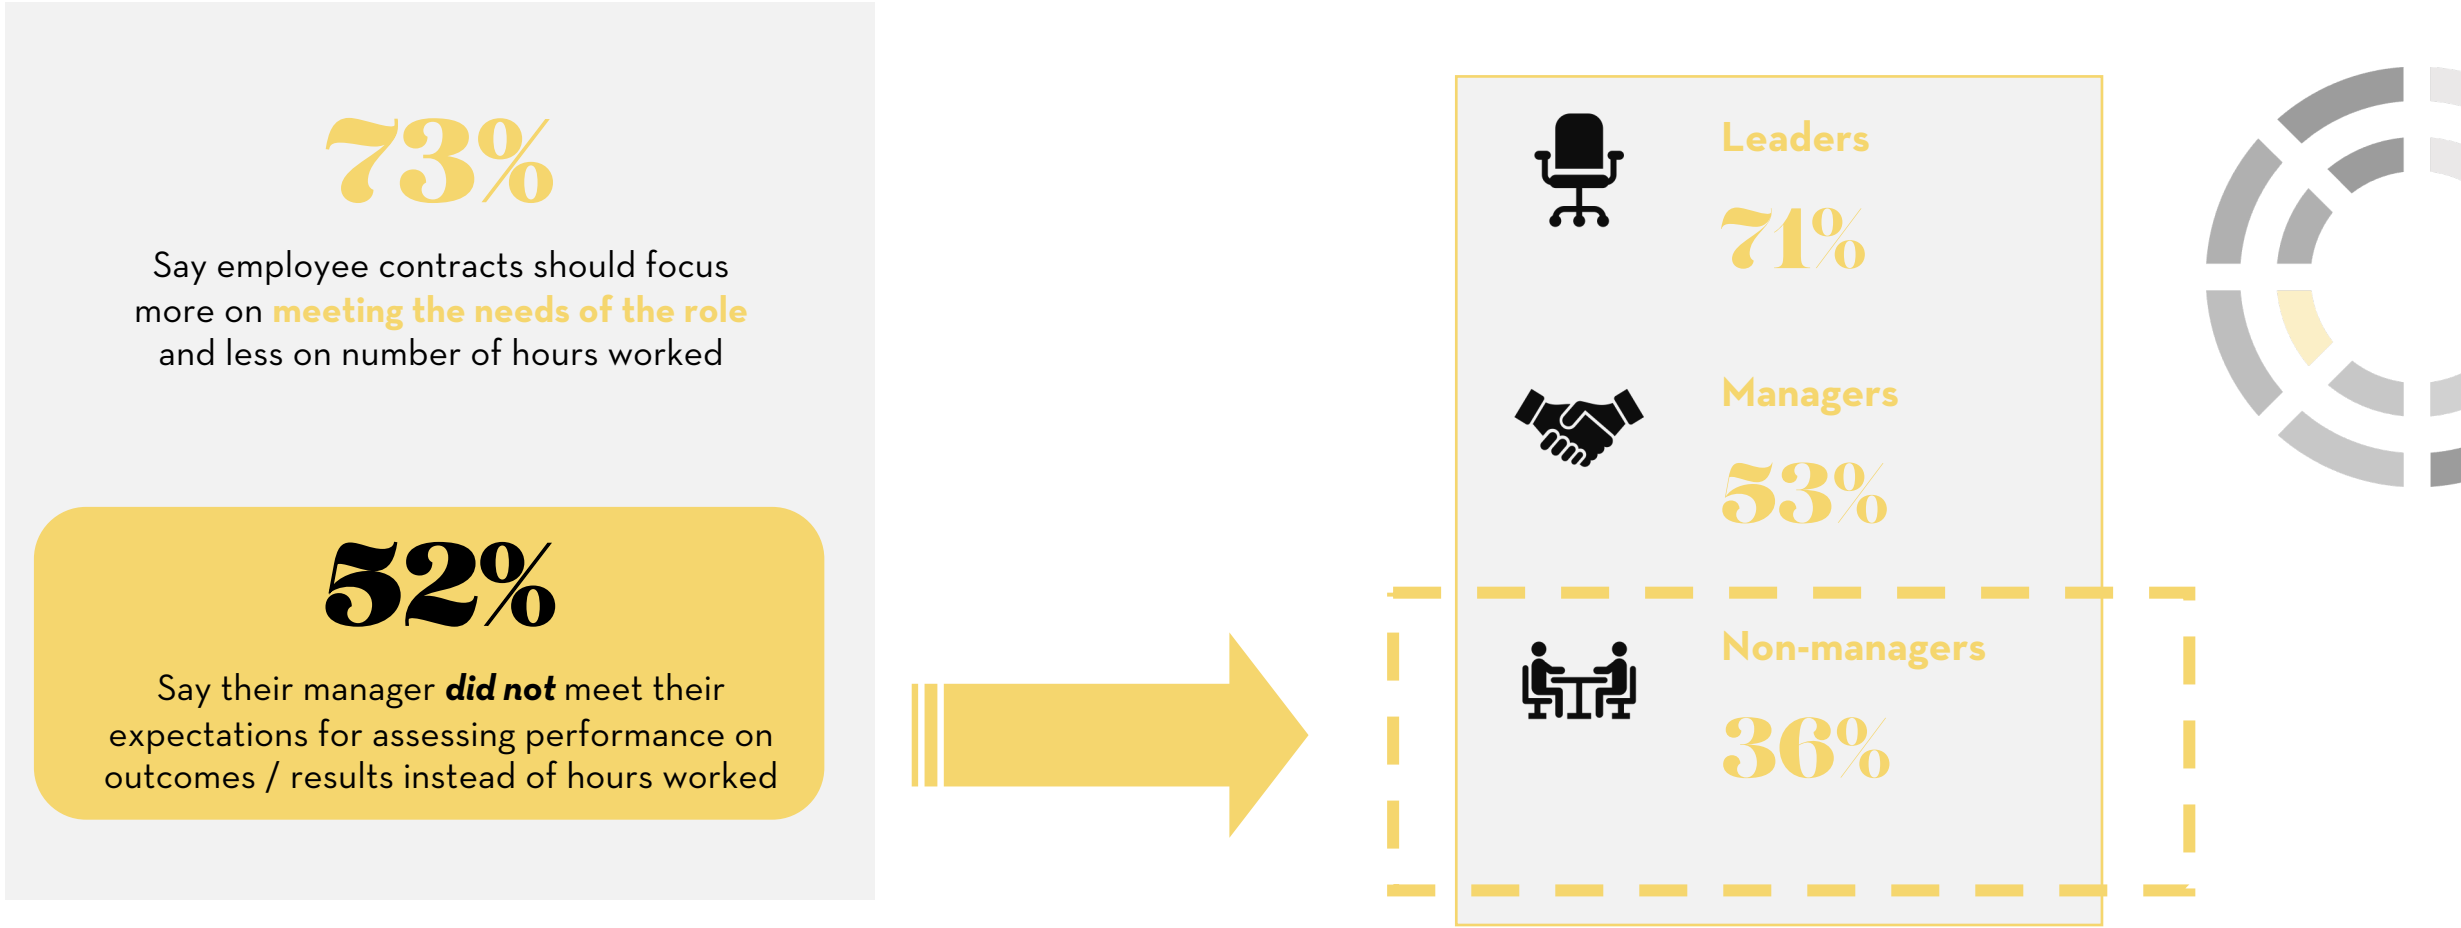 73%
Say employee contracts should focus
more on meeting the needs of the role
and less on number of hours worked
52%
Say their manager did not meet their
expectations for assessing performance on
outcomes / results instead of hours worked
Leaders
71%
Managers
53%
Non-managers
36%